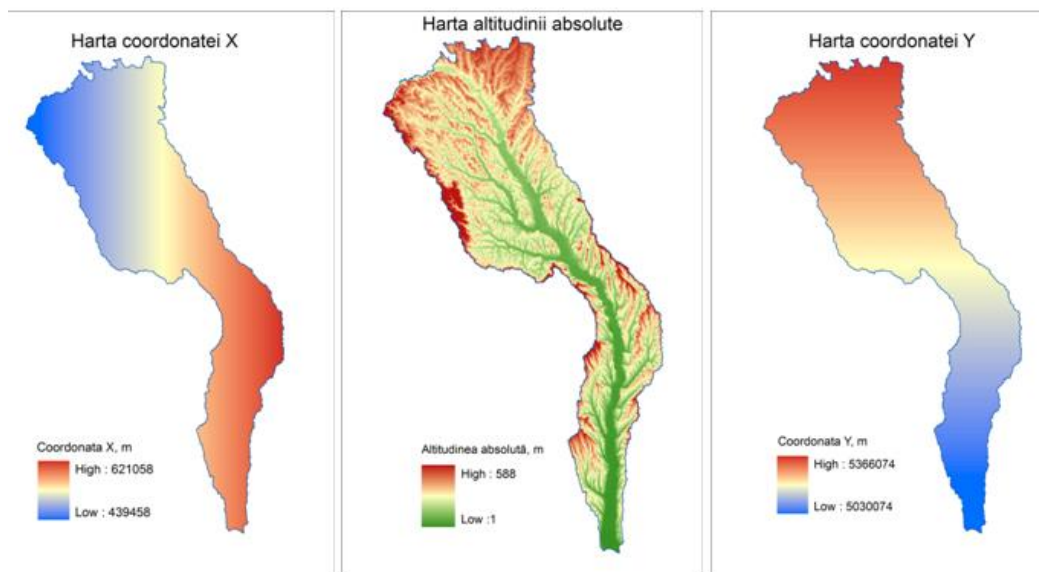 Harta coordonatei X
Coordonata X, m
High : 621058
Low : 439458
Harta altitudinii absolute
Altitudinea absolută, m
High : 588
Low :1
Harta coordonatei Y
Coordonata Y, m
High : 5366074
Low : 5030074